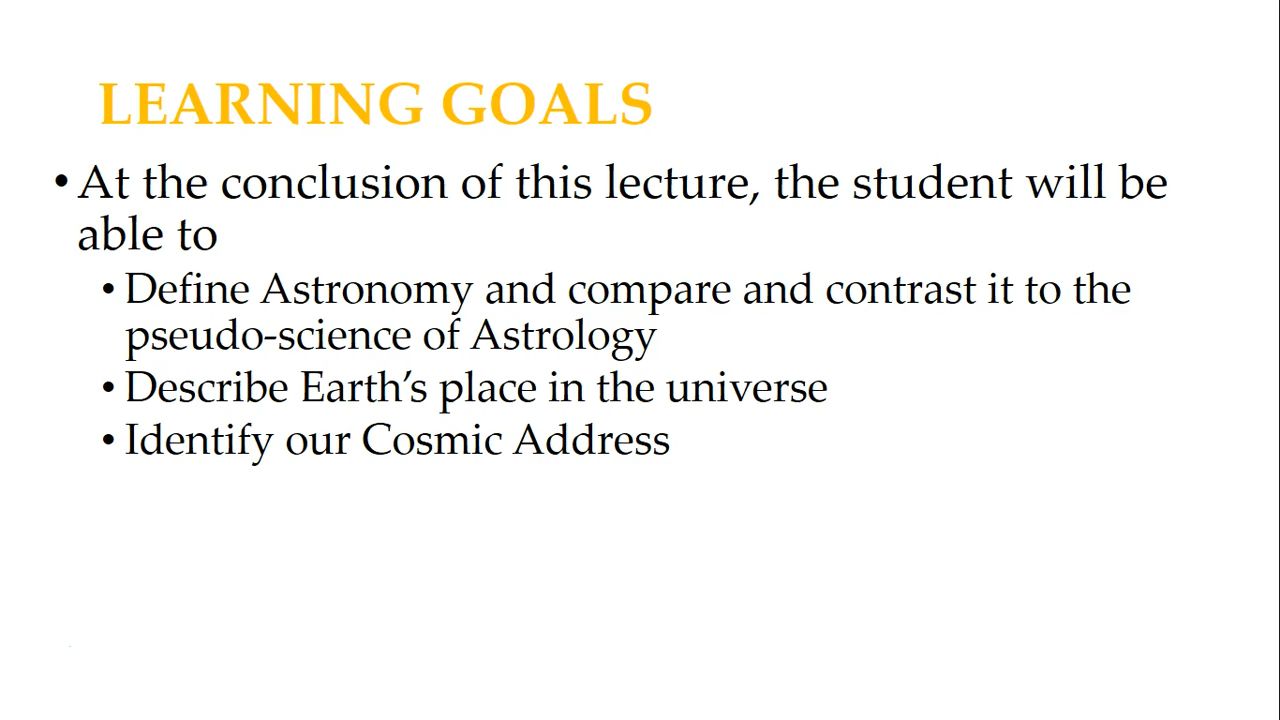 LEARNING GOALS
• At the conclusion of this lecture, the student will be
able to
• Define Astronomy and compare and contrast it to the
pseudo-science of Astrology
• Describe Earth’s place in the universe
• Identify our Cosmic Address